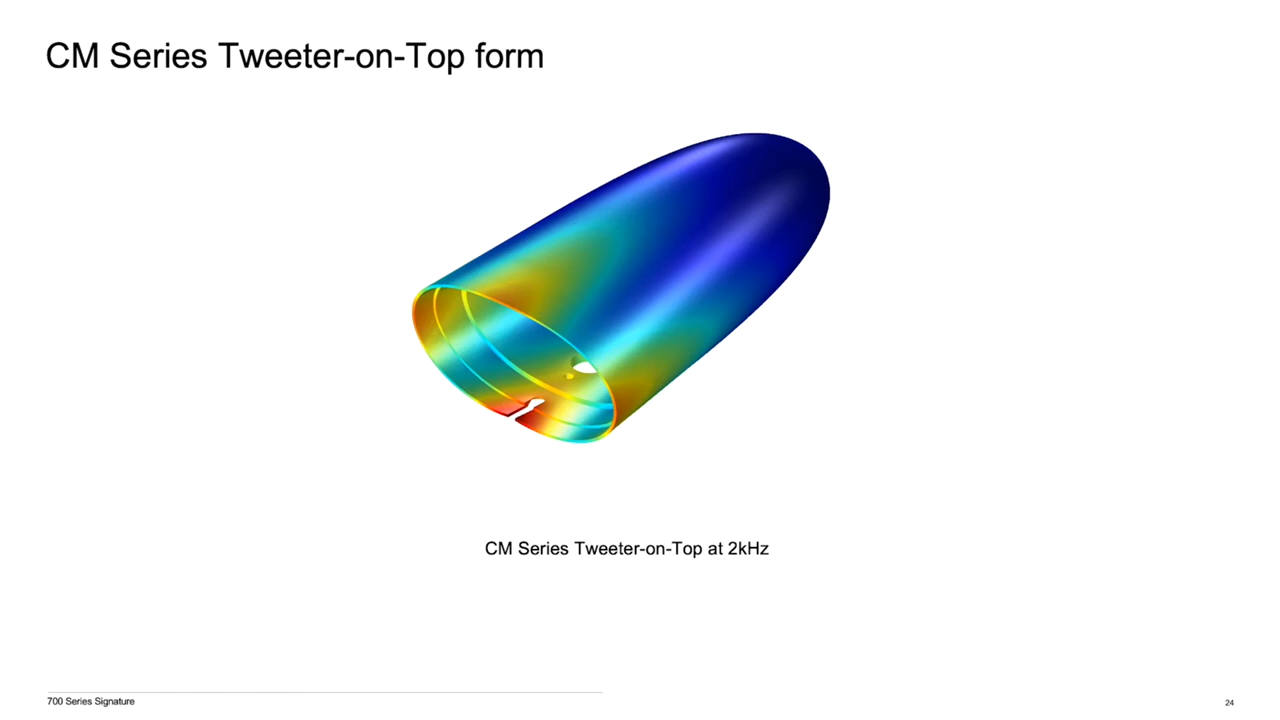 CM Series Tweeter-on-Top form
CM Series Tweeter-on-Top at 2kHz
700 Series Signature
24